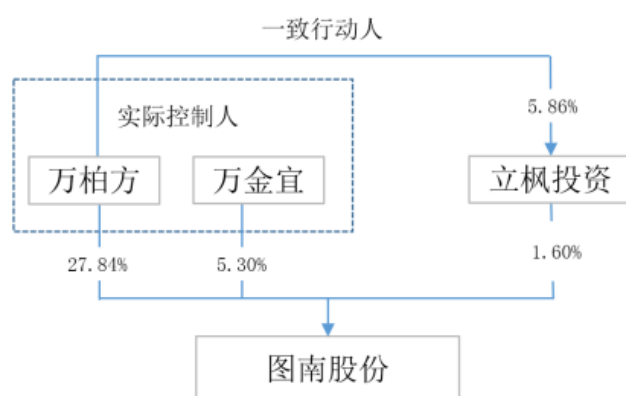 一致行动人
实际控制人
5.86%
万柏方
万金宜
立枫投资
27.84%
5.30%
1.60%
图南股份